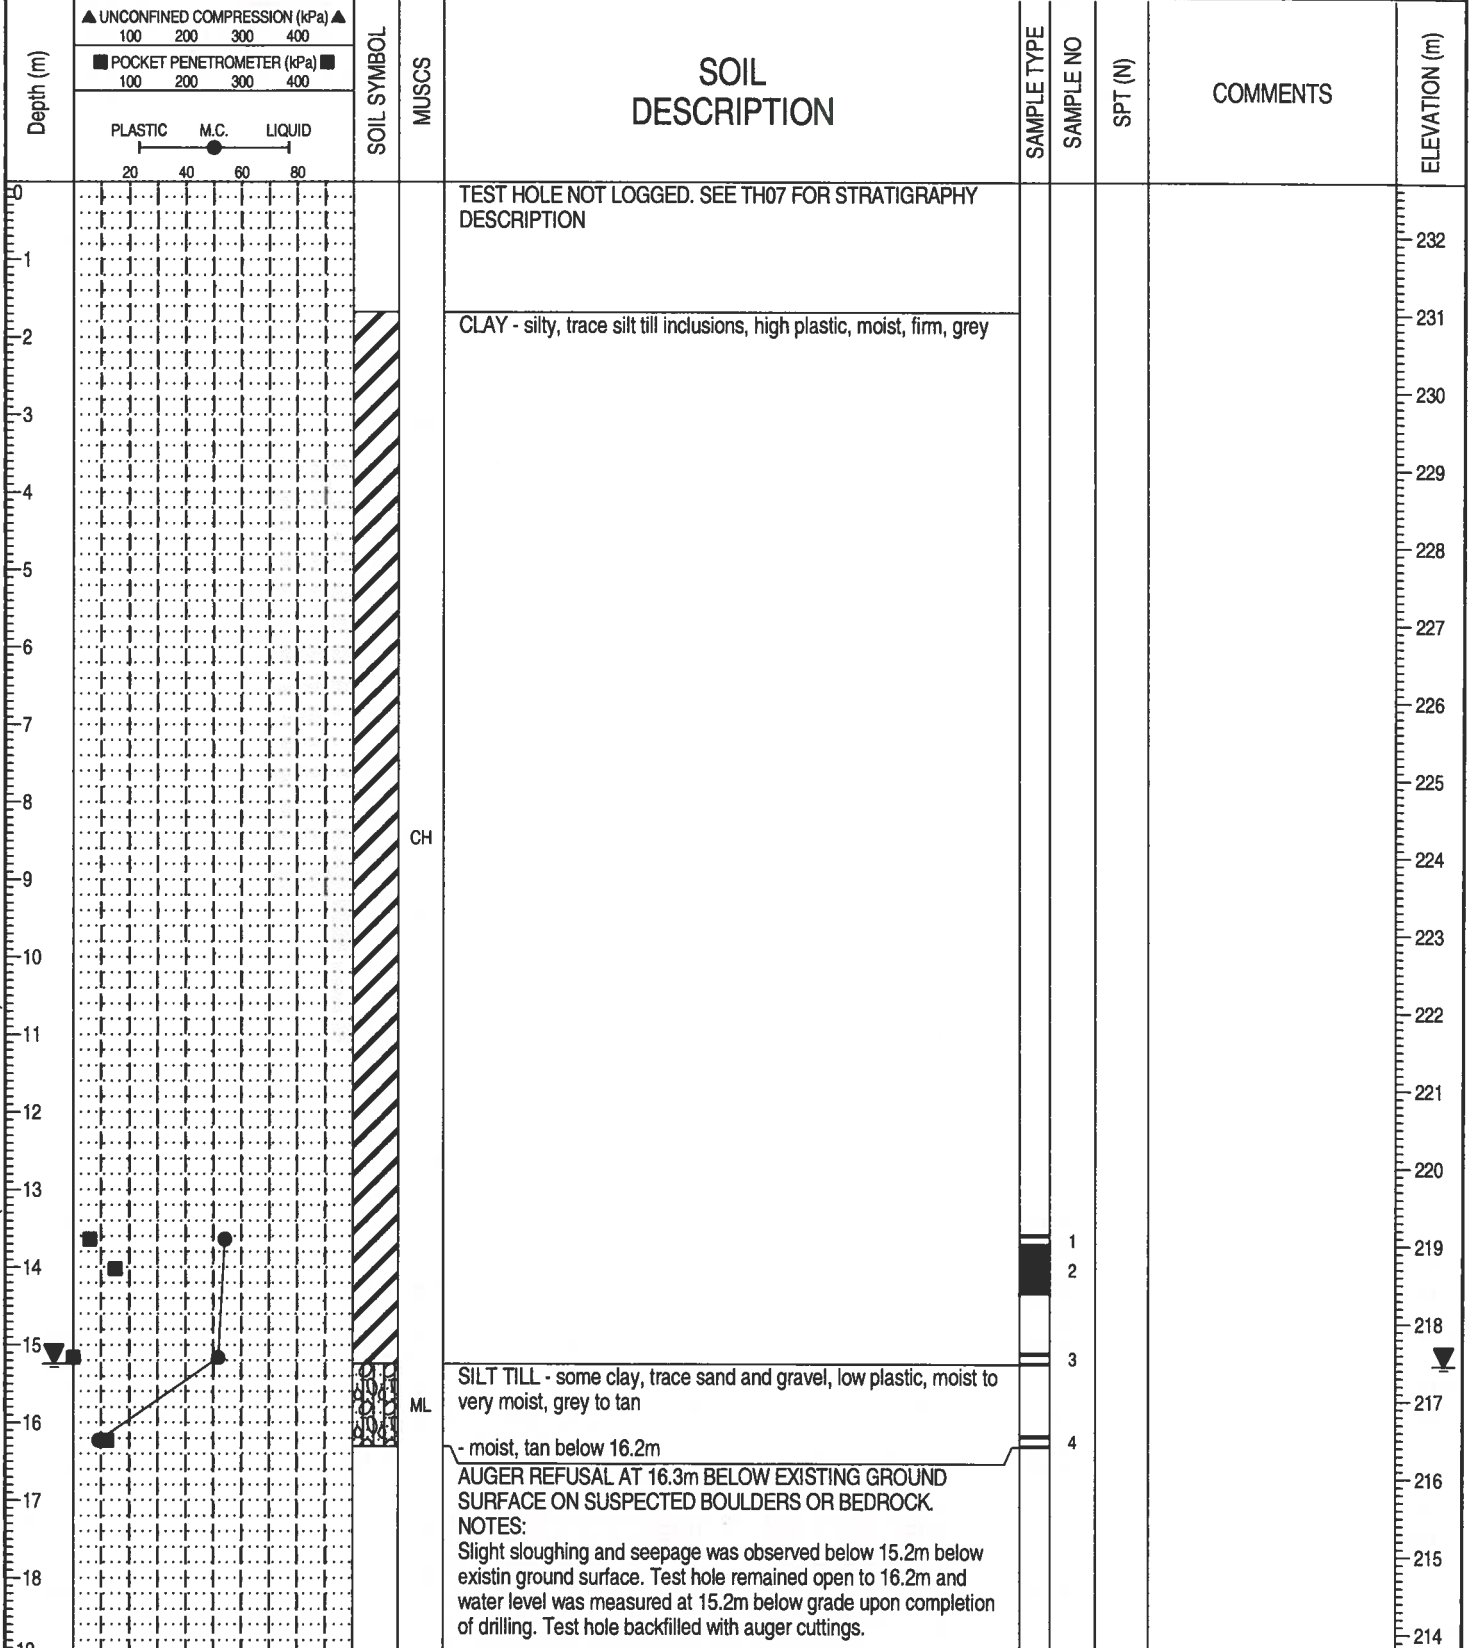 Depth (m)
▲ UNCONFINED COMPRESSION (kPa) ▲
100 200 300 400
■ POCKET PENETROMETER (kPa) ■
100 200 300 400
PLASTIC M.C. LIQUID
20 40 60 80
SOIL SYMBOL
MUSCS
SOIL
DESCRIPTION
SAMPLE TYPE
SAMPLE NO
SPT (N)
COMMENTS
ELEVATION (m)
0
TEST HOLE NOT LOGGED. SEE TH07 FOR STRATIGRAPHY
DESCRIPTION
232
1
231
CLAY - silty, trace silt till inclusions, high plastic, moist, firm, grey
2
230
3
229
4
228
5
227
6
226
7
225
8
CH
224
9
223
10
222
11
221
12
220
13
1
219
14
2
218
15
3
SILT TILL - some clay, trace sand and gravel, low plastic, moist to
very moist, grey to tan
ML
217
16
- moist, tan below 16.2m
4
AUGER REFUSAL AT 16.3m BELOW EXISTING GROUND
SURFACE ON SUSPECTED BOULDERS OR BEDROCK.
216
17
NOTES:
Slight sloughing and seepage was observed below 15.2m below
existin ground surface. Test hole remained open to 16.2m and
water level was measured at 15.2m below grade upon completion
of drilling. Test hole backfilled with auger cuttings.
215
18
214